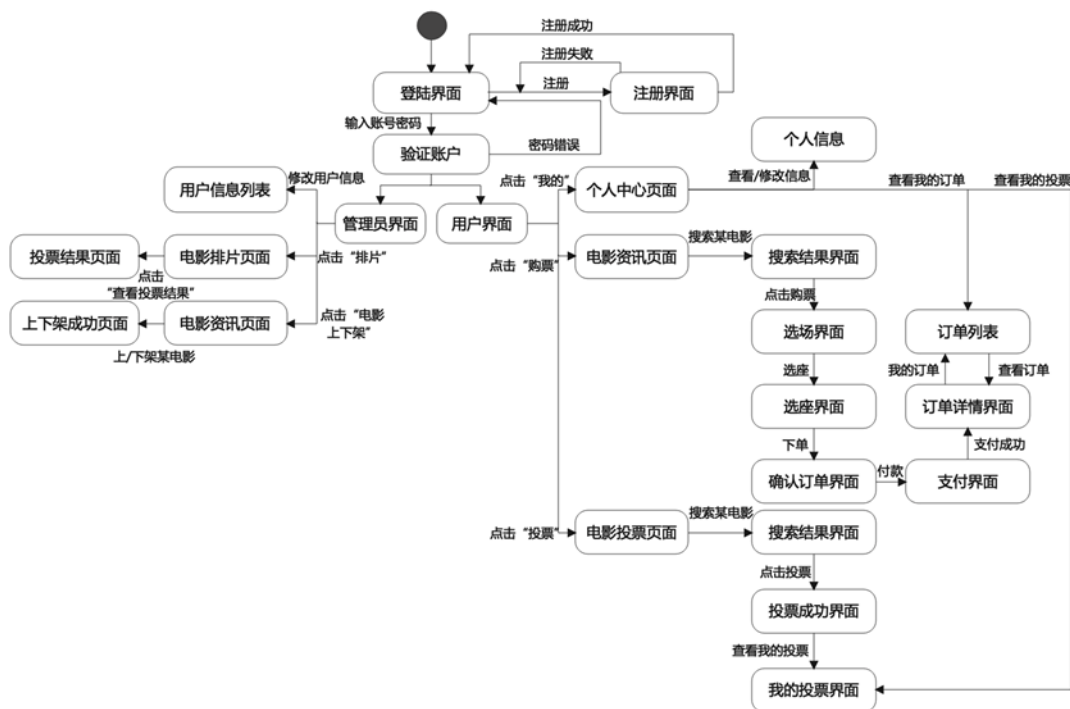 注册成功
注册失败
登陆界面
注册
注册界面
输入账号密码
验证账户
密码错误
个人信息
用户信息列表
修改用户信息
点击“我的”
个人中心页面
查看/修改信息
查看我的订单
查看我的投票
管理员界面
用户界面
投票结果页面
电影排片页面
点击“排片”
点击“购票”
电影资讯页面
搜索某电影
搜索结果界面
点击
“查看投票结果”
点击购票
上下架成功页面
电影资讯页面
点击“电影
上下架”
选场界面
订单列表
上/下架某电影
选座
我的订单
查看订单
选座界面
订单详情界面
下单
支付成功
确认订单界面
付款
支付界面
点击“投票”
电影投票页面
搜索某电影
搜索结果界面
点击投票
投票成功界面
查看我的投票
我的投票界面